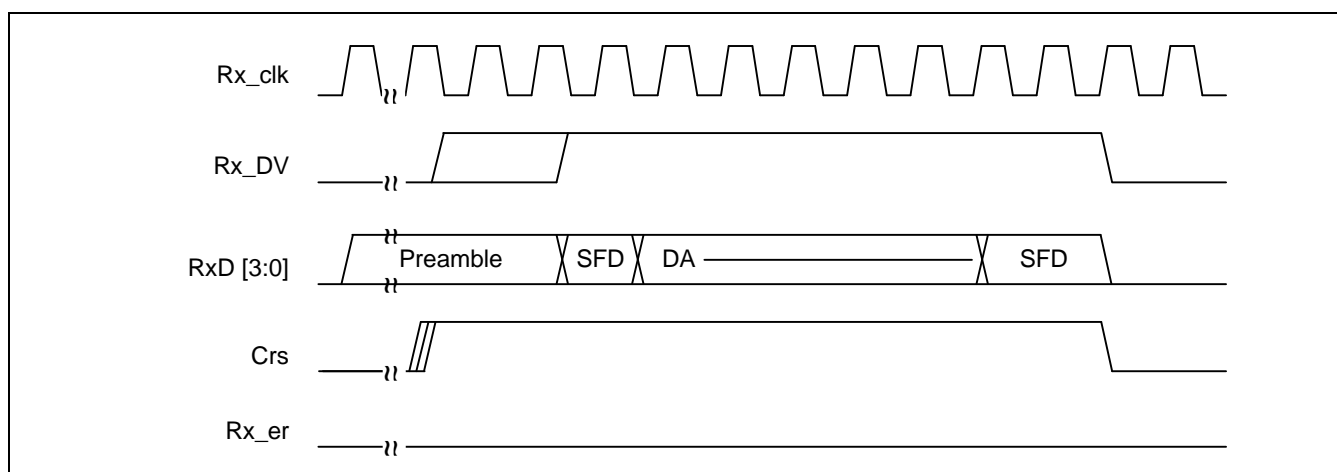 Rx_clk
Rx_DV
RxD [3:0] Preamble SFD DA SFD
Crs
Rx_er